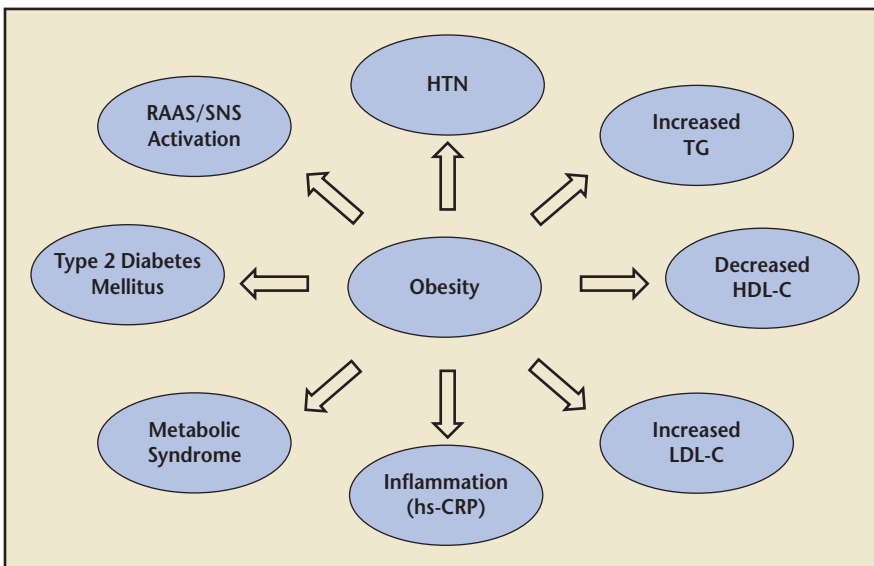 HTN
RAAS/SNS
Activation
Increased
TG
Type 2 Diabetes
Mellitus
Obesity
Decreased
HDL-C
Metabolic
Syndrome
Increased
LDL-C
Inflammation
(hs-CRP)